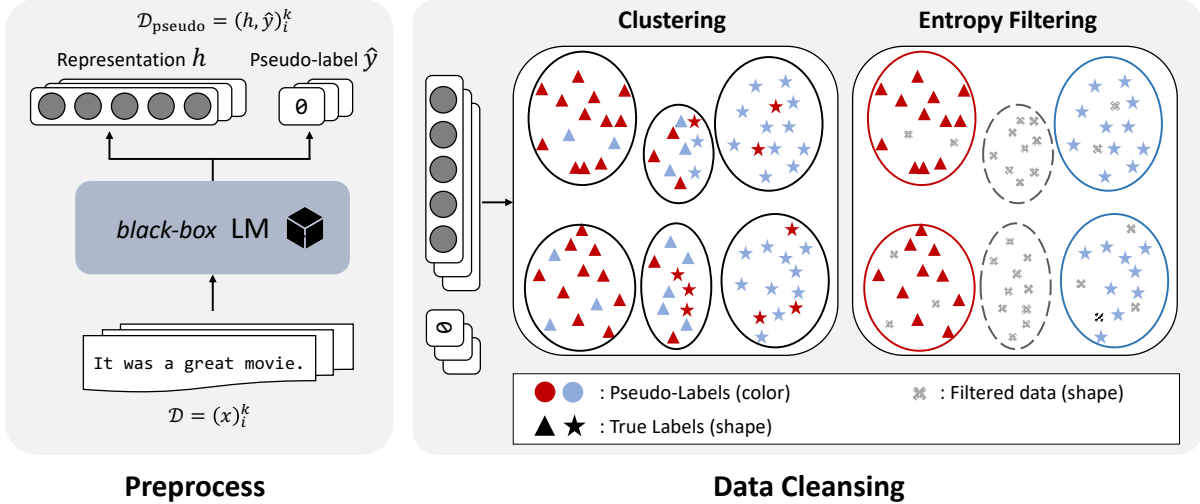 𝒟pseudo = (h, ŷ)ᵢᵏ
Representation h
Pseudo-label ŷ
0
black-box LM
It was a great movie.
𝒟 = (x)ᵢᵏ
Preprocess
Clustering
Entropy Filtering
0
: Pseudo-Labels (color)
: Filtered data (shape)
: True Labels (shape)
Data Cleansing